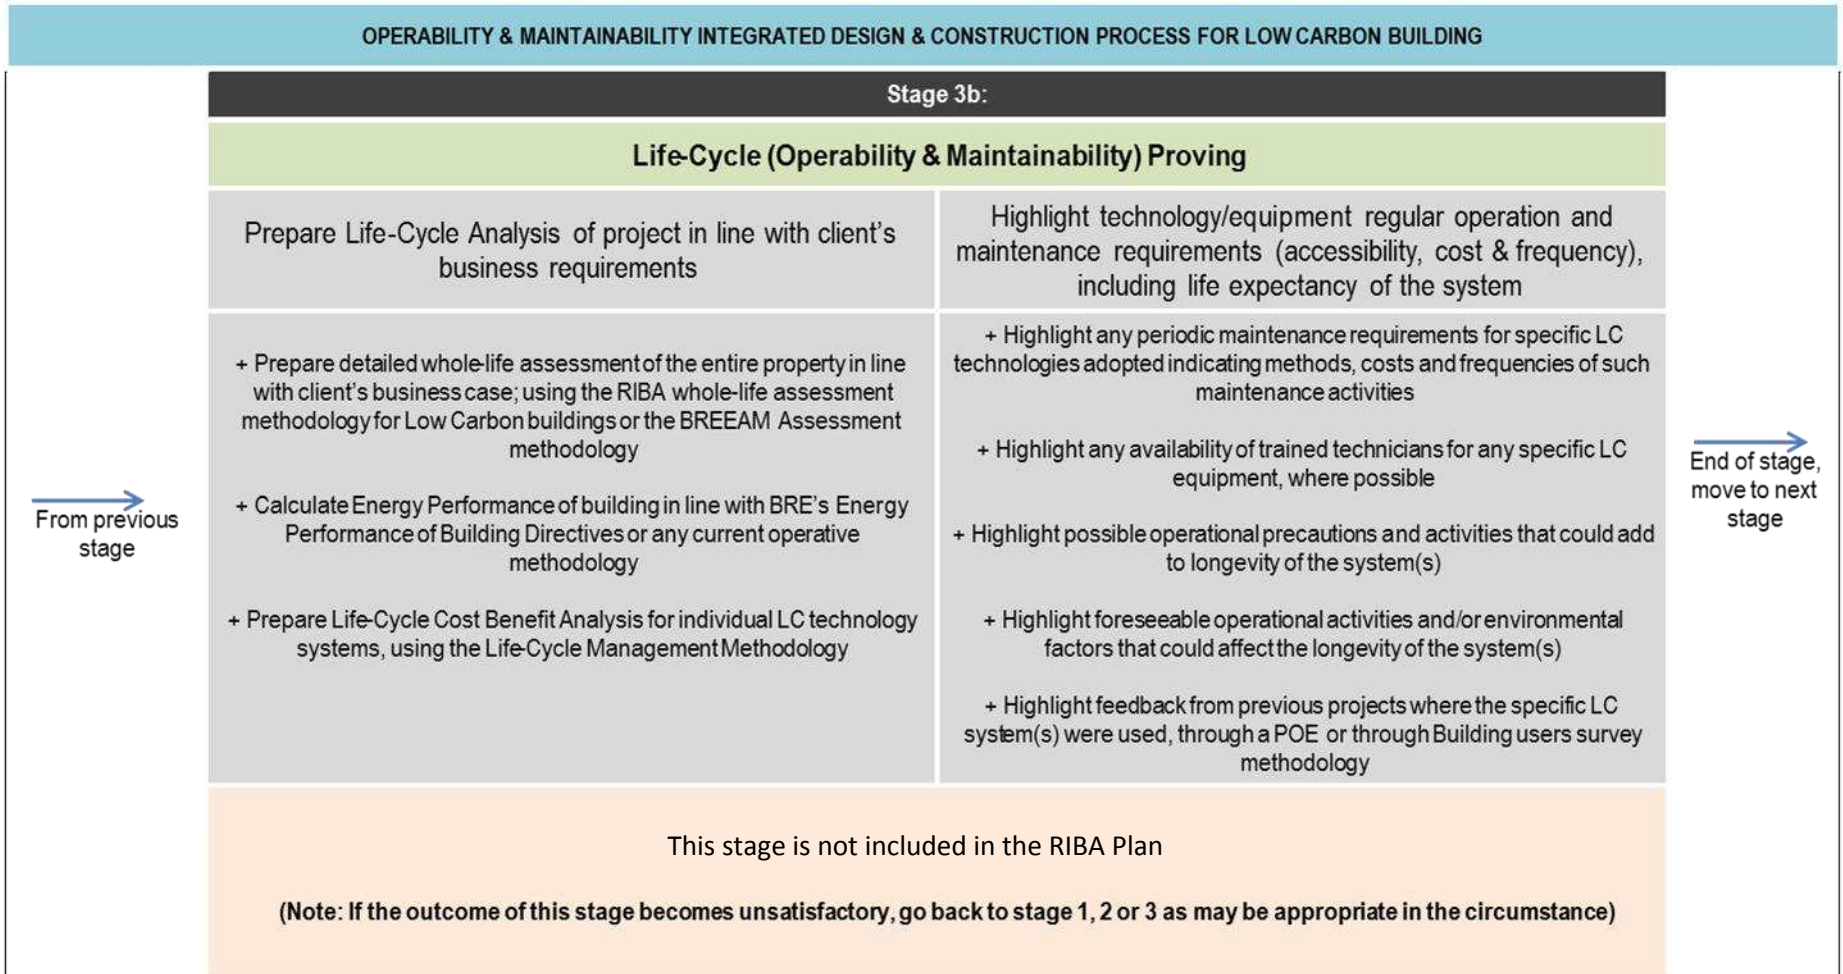 OPERABILITY & MAINTAINABILITY INTEGRATED DESIGN & CONSTRUCTION PROCESS FOR LOW CARBON BUILDING
Stage 3b:
Life-Cycle (Operability & Maintainability) Proving
Prepare Life-Cycle Analysis of project in line with client's
business requirements
Highlight technology/equipment regular operation and
maintenance requirements (accessibility, cost & frequency),
including life expectancy of the system
+ Prepare detailed whole-life assessment of the entire property in line
with client's business case; using the RIBA whole-life assessment
methodology for Low Carbon buildings or the BREEAM Assessment
methodology
+ Calculate Energy Performance of building in line with BRE's Energy
Performance of Building Directives or any current operative
methodology
+ Prepare Life-Cycle Cost Benefit Analysis for individual LC technology
systems, using the Life-Cycle Management Methodology
+ Highlight any periodic maintenance requirements for specific LC
technologies adopted indicating methods, costs and frequencies of such
maintenance activities
+ Highlight any availability of trained technicians for any specific LC
equipment, where possible
+ Highlight possible operational precautions and activities that could add
to longevity of the system(s)
+ Highlight foreseeable operational activities and/or environmental
factors that could affect the longevity of the system(s)
+ Highlight feedback from previous projects where the specific LC
system(s) were used, through a POE or through Building users survey
methodology
From previous
stage
End of stage,
move to next
stage
This stage is not included in the RIBA Plan
(Note: If the outcome of this stage becomes unsatisfactory, go back to stage 1, 2 or 3 as may be appropriate in the circumstance)